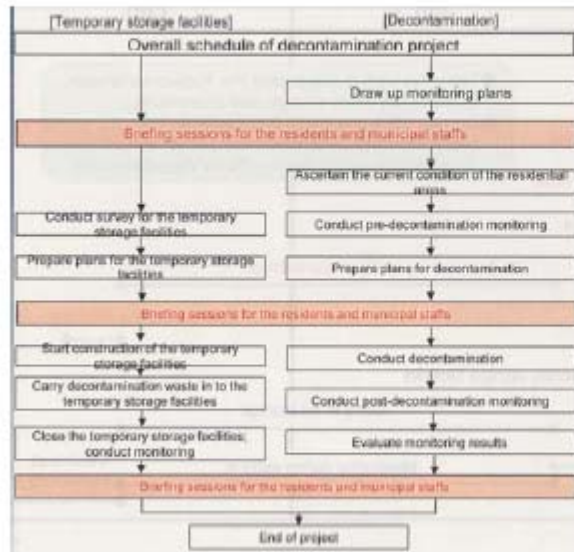 [Temporary storage facilities]
[Decontamination]
Overall schedule of decontamination project
Draw up monitoring plans
Briefing sessions for the residents and municipal staffs
Ascertain the current condition of the residential
areas
Conduct survey for the temporary
storage facilities
Conduct pre-decontamination monitoring
Prepare plans for the temporary storage
facilities
Prepare plans for decontamination
Briefing sessions for the residents and municipal staffs
Start construction of the temporary
storage facilities
Conduct decontamination
Carry decontamination waste in to the
temporary storage facilities
Conduct post-decontamination monitoring
Close the temporary storage facilities;
conduct monitoring
Evaluate monitoring results
Briefing sessions for the residents and municipal staffs
End of project